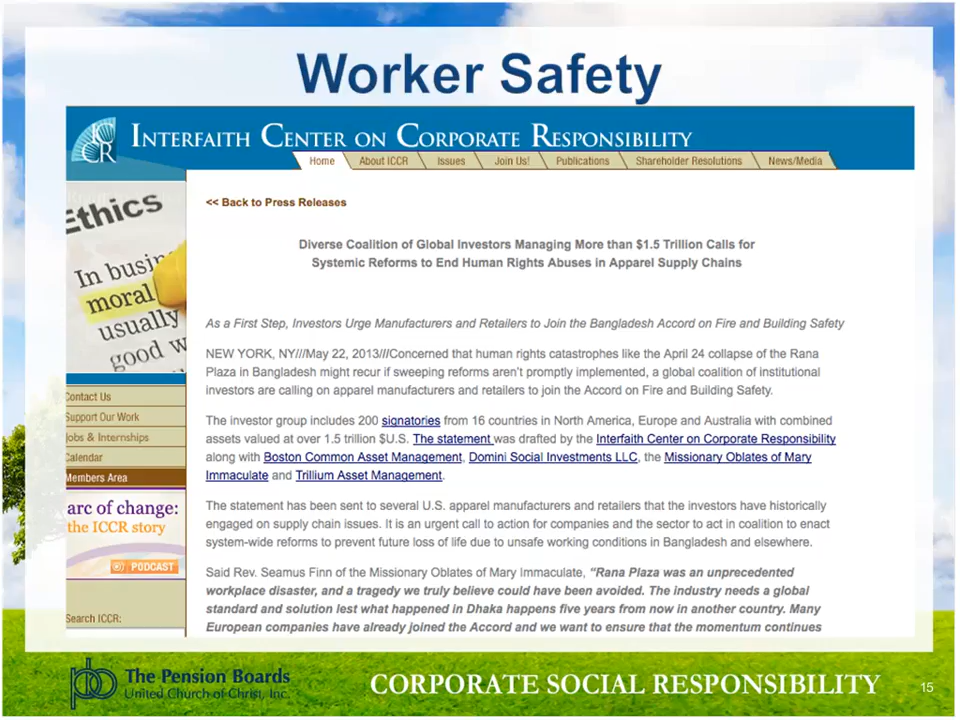 Worker Safety
ICCR
INTERFAITH CENTER ON CORPORATE RESPONSIBILITY
Home About ICCR Issues Join Us! Publications Shareholder Resolutions News/Media
Ethics
In busin
moral
usually
good w
Contact Us
Support Our Work
Jobs & Internships
Calendar
Members Area
arc of change:
the ICCR story
PODCAST
Search ICCR:
<< Back to Press Releases
Diverse Coalition of Global Investors Managing More than $1.5 Trillion Calls for
Systemic Reforms to End Human Rights Abuses in Apparel Supply Chains
As a First Step, Investors Urge Manufacturers and Retailers to Join the Bangladesh Accord on Fire and Building Safety
NEW YORK, NY///May 22, 2013///Concerned that human rights catastrophes like the April 24 collapse of the Rana
Plaza in Bangladesh might recur if sweeping reforms aren't promptly implemented, a global coalition of institutional
investors are calling on apparel manufacturers and retailers to join the Accord on Fire and Building Safety.
The investor group includes 200 signatories from 16 countries in North America, Europe and Australia with combined
assets valued at over 1.5 trillion $U.S. The statement was drafted by the Interfaith Center on Corporate Responsibility
along with Boston Common Asset Management, Domini Social Investments LLC, the Missionary Oblates of Mary
Immaculate and Trillium Asset Management.
The statement has been sent to several U.S. apparel manufacturers and retailers that the investors have historically
engaged on supply chain issues. It is an urgent call to action for companies and the sector to act in coalition to enact
system-wide reforms to prevent future loss of life due to unsafe working conditions in Bangladesh and elsewhere.
Said Rev. Seamus Finn of the Missionary Oblates of Mary Immaculate, "Rana Plaza was an unprecedented
workplace disaster, and a tragedy we truly believe could have been avoided. The industry needs a global
standard and solution lest what happened in Dhaka happens five years from now in another country. Many
European companies have already joined the Accord and we want to ensure that the momentum continues
pb
The Pension Boards
United Church of Christ, Inc.
CORPORATE SOCIAL RESPONSIBILITY
15